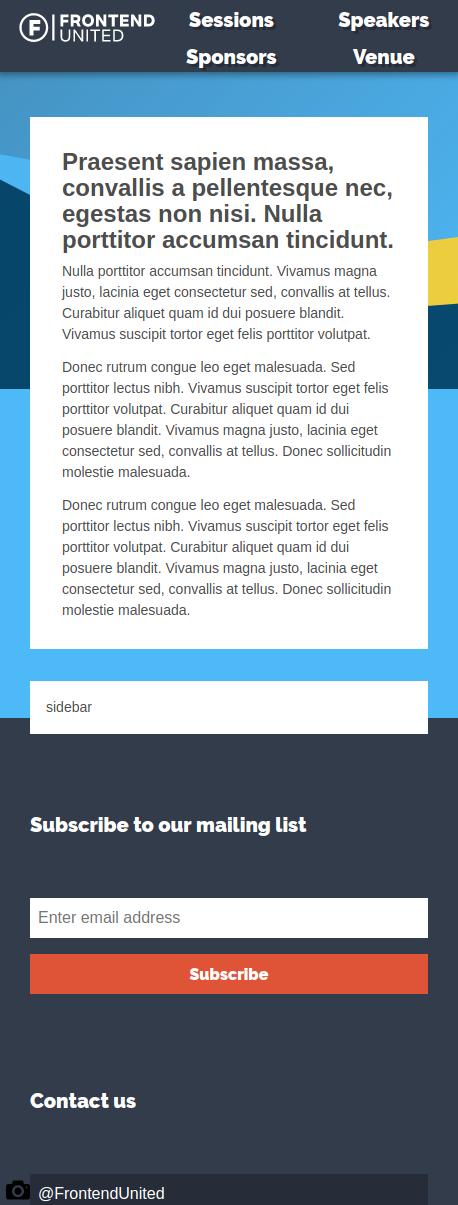 FRONTEND
UNITED
Sessions
Speakers
Sponsors
Venue
Praesent sapien massa,
convallis a pellentesque nec,
egestas non nisi. Nulla
porttitor accumsan tincidunt.
Nulla porttitor accumsan tincidunt. Vivamus magna
justo, lacinia eget consectetur sed, convallis at tellus.
Curabitur aliquet quam id dui posuere blandit.
Vivamus suscipit tortor eget felis porttitor volutpat.
Donec rutrum congue leo eget malesuada. Sed
porttitor lectus nibh. Vivamus suscipit tortor eget felis
porttitor volutpat. Curabitur aliquet quam id dui
posuere blandit. Vivamus magna justo, lacinia eget
consectetur sed, convallis at tellus. Donec sollicitudin
molestie malesuada.
Donec rutrum congue leo eget malesuada. Sed
porttitor lectus nibh. Vivamus suscipit tortor eget felis
porttitor volutpat. Curabitur aliquet quam id dui
posuere blandit. Vivamus magna justo, lacinia eget
consectetur sed, convallis at tellus. Donec sollicitudin
molestie malesuada.
sidebar
Subscribe to our mailing list
Enter email address
Subscribe
Contact us
@FrontendUnited